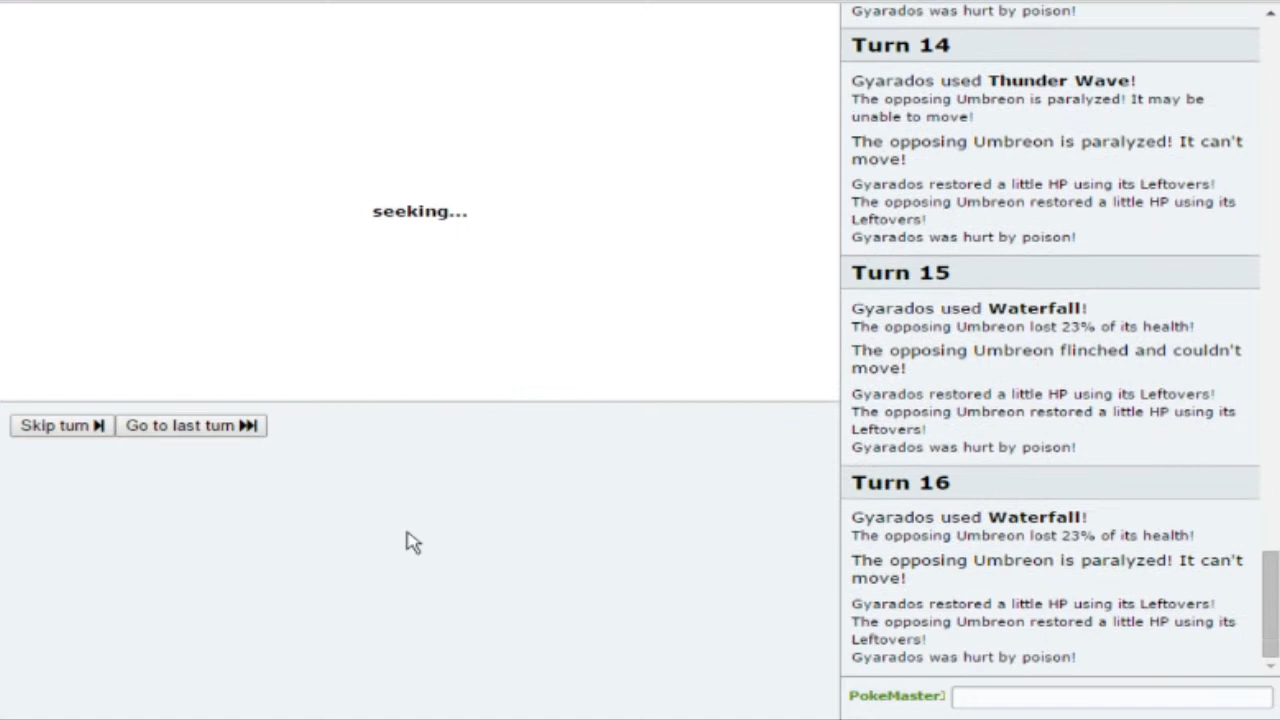 Gyarados was hurt by poison!
Turn 14
Gyarados used Thunder Wave!
The opposing Umbreon is paralyzed! It may be
unable to move!
The opposing Umbreon is paralyzed! It can't
move!
Gyarados restored a little HP using its Leftovers!
The opposing Umbreon restored a little HP using its
Leftovers!
Gyarados was hurt by poison!
Turn 15
Gyarados used Waterfall!
The opposing Umbreon lost 23% of its health!
The opposing Umbreon flinched and couldn't
move!
Gyarados restored a little HP using its Leftovers!
The opposing Umbreon restored a little HP using its
Leftovers!
Gyarados was hurt by poison!
Turn 16
Gyarados used Waterfall!
The opposing Umbreon lost 23% of its health!
The opposing Umbreon is paralyzed! It can't
move!
Gyarados restored a little HP using its Leftovers!
The opposing Umbreon restored a little HP using its
Leftovers!
Gyarados was hurt by poison!
seeking...
Skip turn Go to last turn